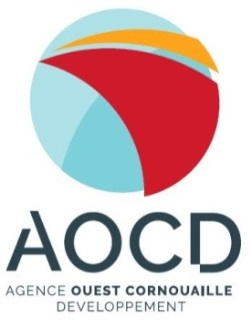 AOCD
AGENCE OUEST CORNOUAILLE
DEVELOPPEMENT